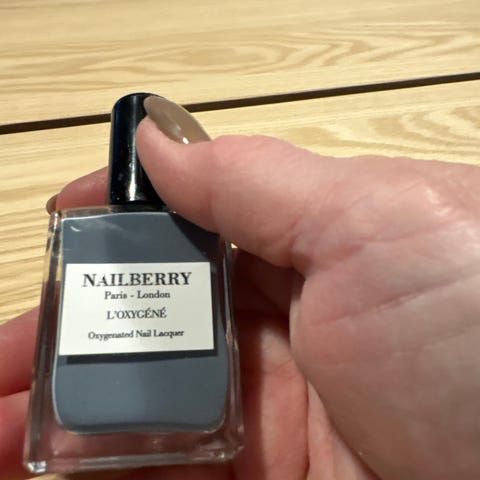 NAILBERRY
Paris - London
L'OXYGÉNÉ
Oxygenated Nail Lacquer